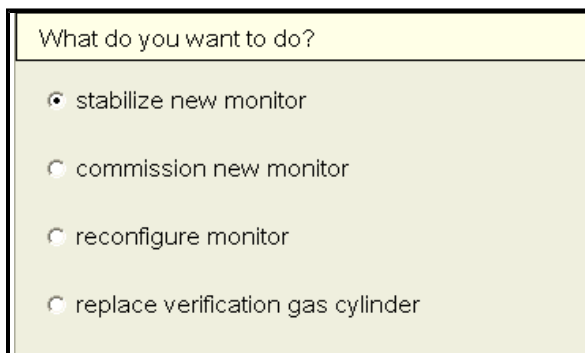 What do you want to do?
stabilize new monitor
commission new monitor
reconfigure monitor
replace verification gas cylinder